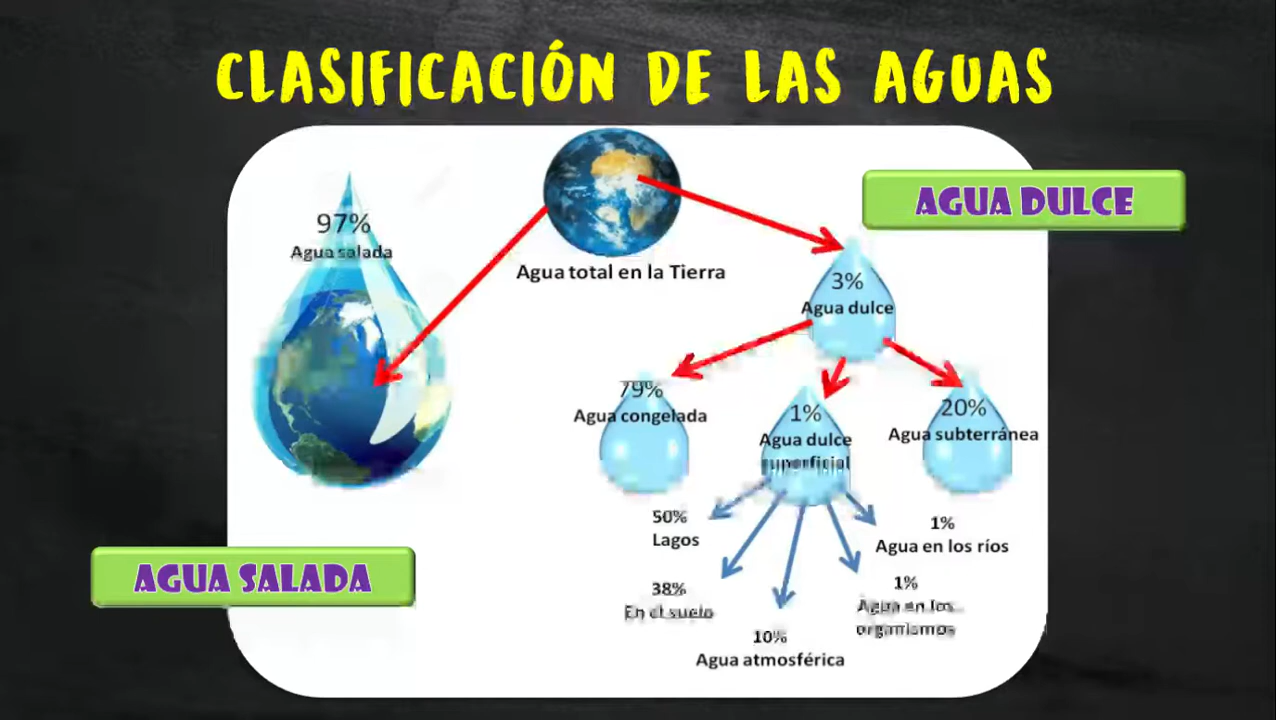 CLASIFICACIÓN DE LAS AGUAS
97%
Agua salada
Agua total en la Tierra
AGUA DULCE
3%
Agua dulce
79%
Agua congelada
1%
Agua dulce
superficial
20%
Agua subterránea
50%
Lagos
38%
En el suelo
10%
Agua atmosférica
1%
Agua en los
organismos
1%
Agua en los ríos
AGUA SALADA